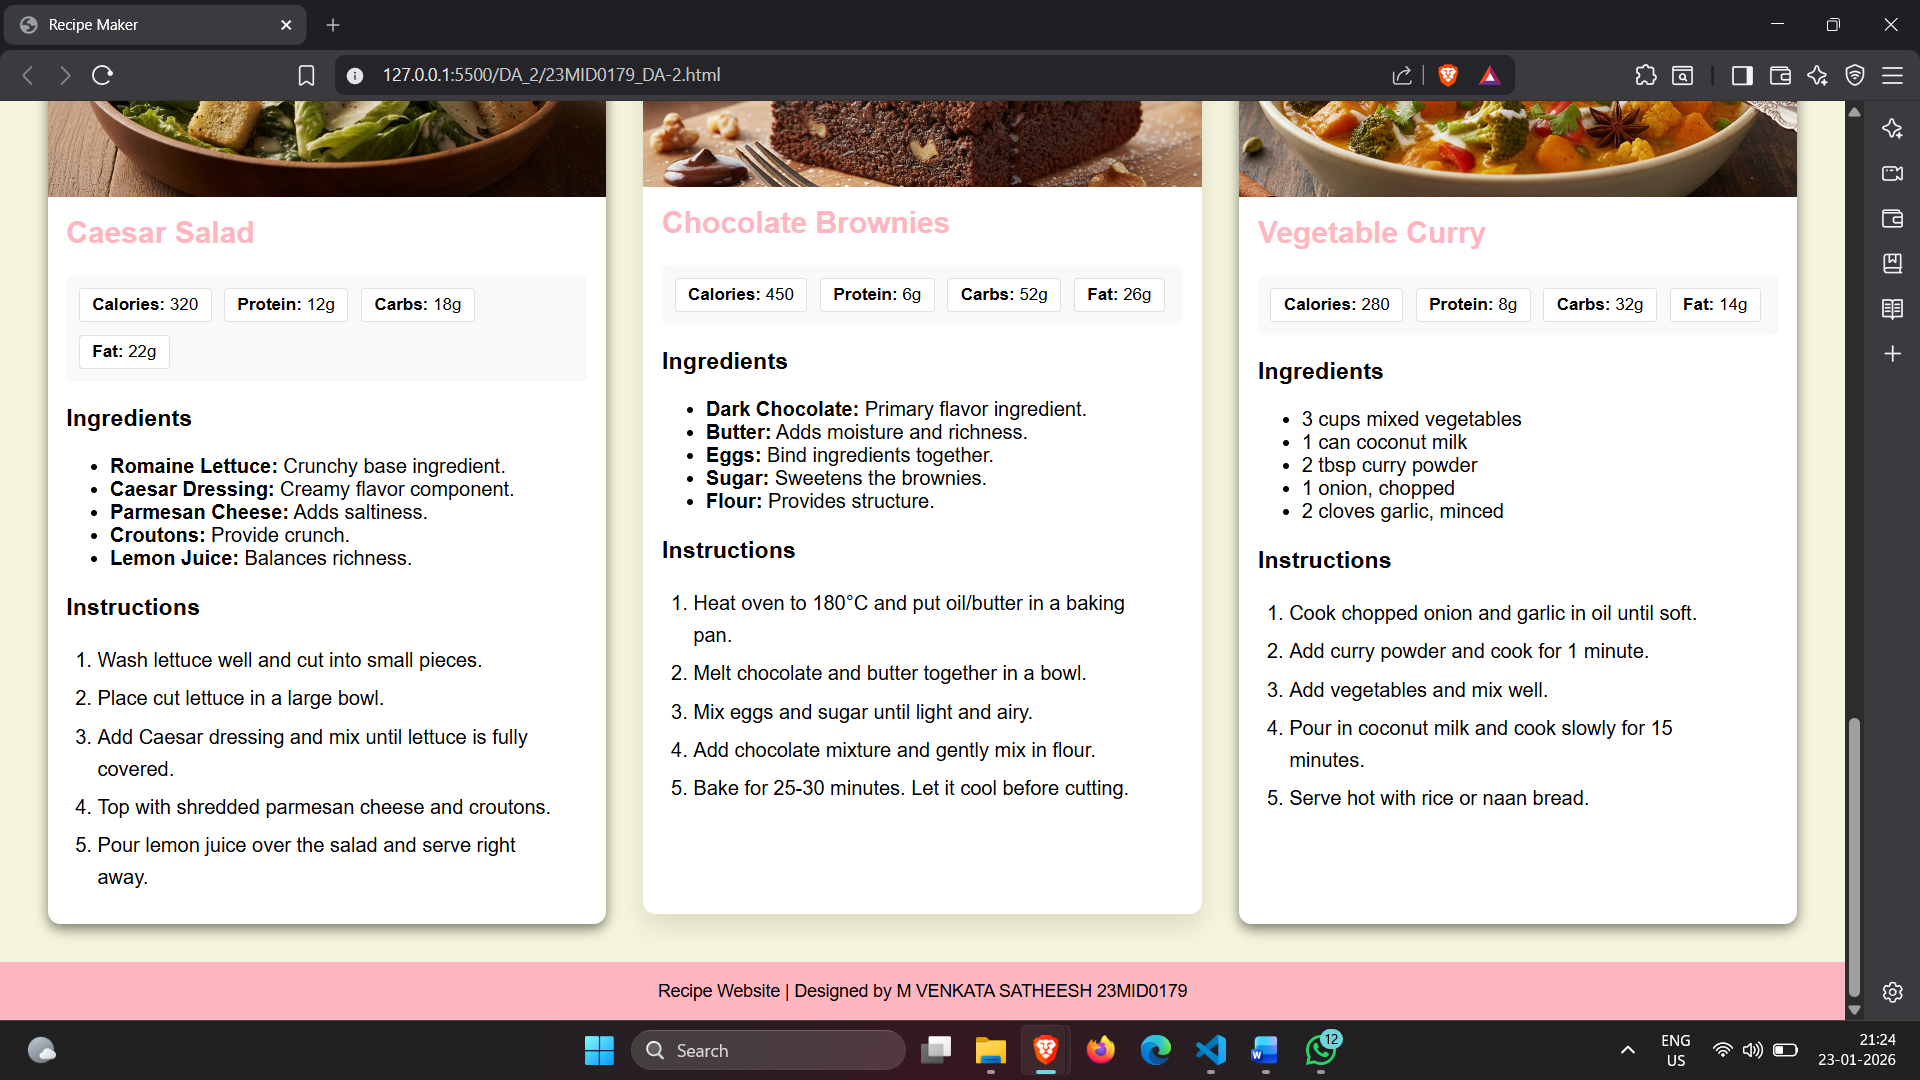 Recipe Maker
127.0.0.1:5500/DA_2/23MID0179_DA-2.html
Caesar Salad
Calories: 320
Protein: 12g
Carbs: 18g
Fat: 22g
Ingredients
Romaine Lettuce: Crunchy base ingredient.
Caesar Dressing: Creamy flavor component.
Parmesan Cheese: Adds saltiness.
Croutons: Provide crunch.
Lemon Juice: Balances richness.
Instructions
1. Wash lettuce well and cut into small pieces.
2. Place cut lettuce in a large bowl.
3. Add Caesar dressing and mix until lettuce is fully
covered.
4. Top with shredded parmesan cheese and croutons.
5. Pour lemon juice over the salad and serve right
away.
Chocolate Brownies
Calories: 450
Protein: 6g
Carbs: 52g
Fat: 26g
Ingredients
Dark Chocolate: Primary flavor ingredient.
Butter: Adds moisture and richness.
Eggs: Bind ingredients together.
Sugar: Sweetens the brownies.
Flour: Provides structure.
Instructions
1. Heat oven to 180°C and put oil/butter in a baking
pan.
2. Melt chocolate and butter together in a bowl.
3. Mix eggs and sugar until light and airy.
4. Add chocolate mixture and gently mix in flour.
5. Bake for 25-30 minutes. Let it cool before cutting.
Vegetable Curry
Calories: 280
Protein: 8g
Carbs: 32g
Fat: 14g
Ingredients
3 cups mixed vegetables
1 can coconut milk
2 tbsp curry powder
1 onion, chopped
2 cloves garlic, minced
Instructions
1. Cook chopped onion and garlic in oil until soft.
2. Add curry powder and cook for 1 minute.
3. Add vegetables and mix well.
4. Pour in coconut milk and cook slowly for 15
minutes.
5. Serve hot with rice or naan bread.
Recipe Website | Designed by M VENKATA SATHEESH 23MID0179
Search
W
12
ENG
US
21:24
23-01-2026